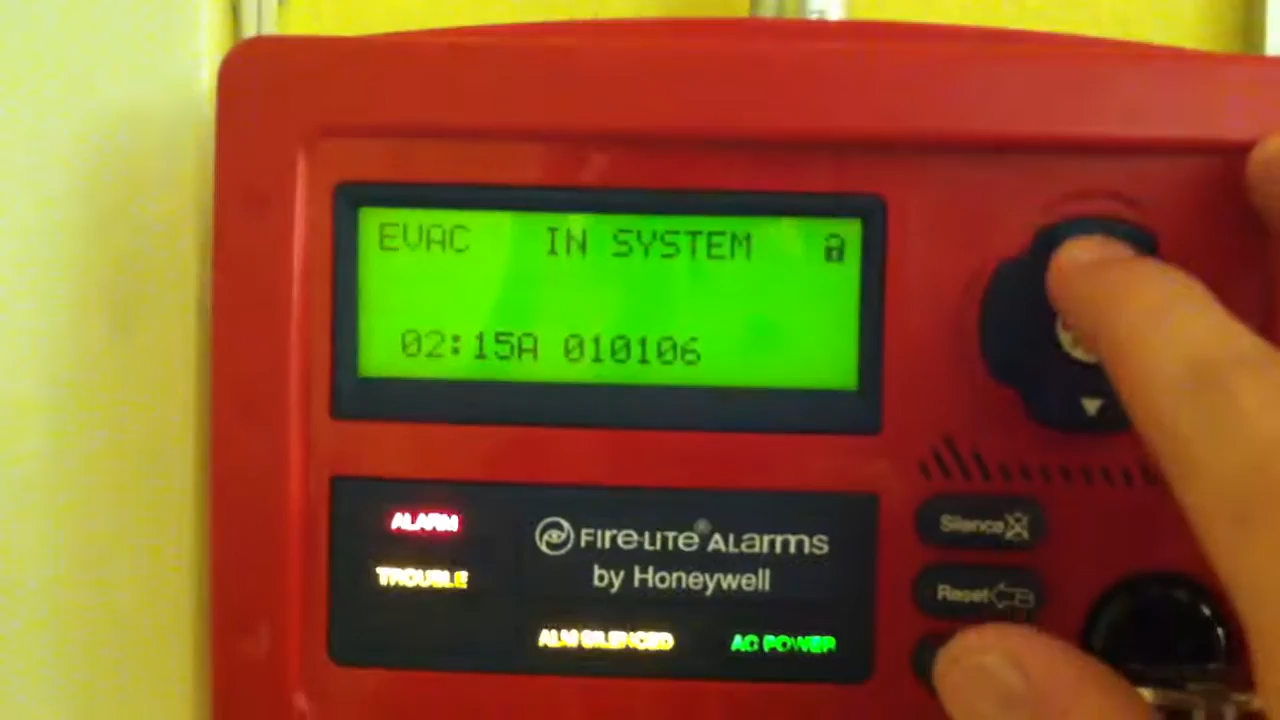 EVAC IN SYSTEM
02:15A 010106
ALARM
TROUBLE
FIRE-LITE® ALARMS
by Honeywell
ALM SILENCED
AC POWER
Silence
Reset